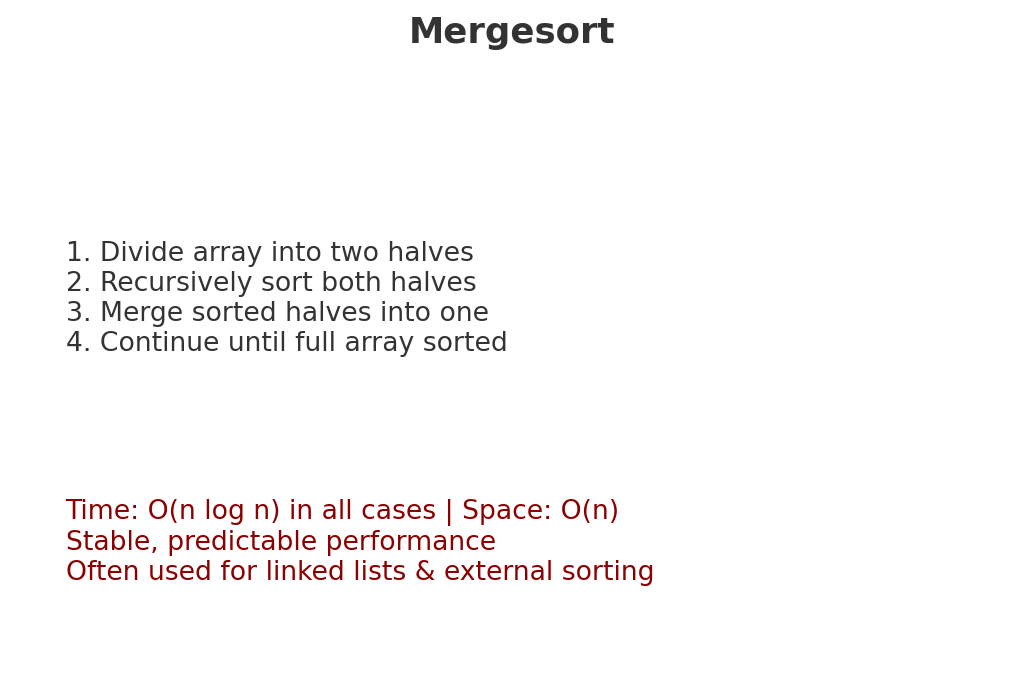 Mergesort
1. Divide array into two halves
2. Recursively sort both halves
3. Merge sorted halves into one
4. Continue until full array sorted
Time: O(n log n) in all cases | Space: O(n)
Stable, predictable performance
Often used for linked lists & external sorting